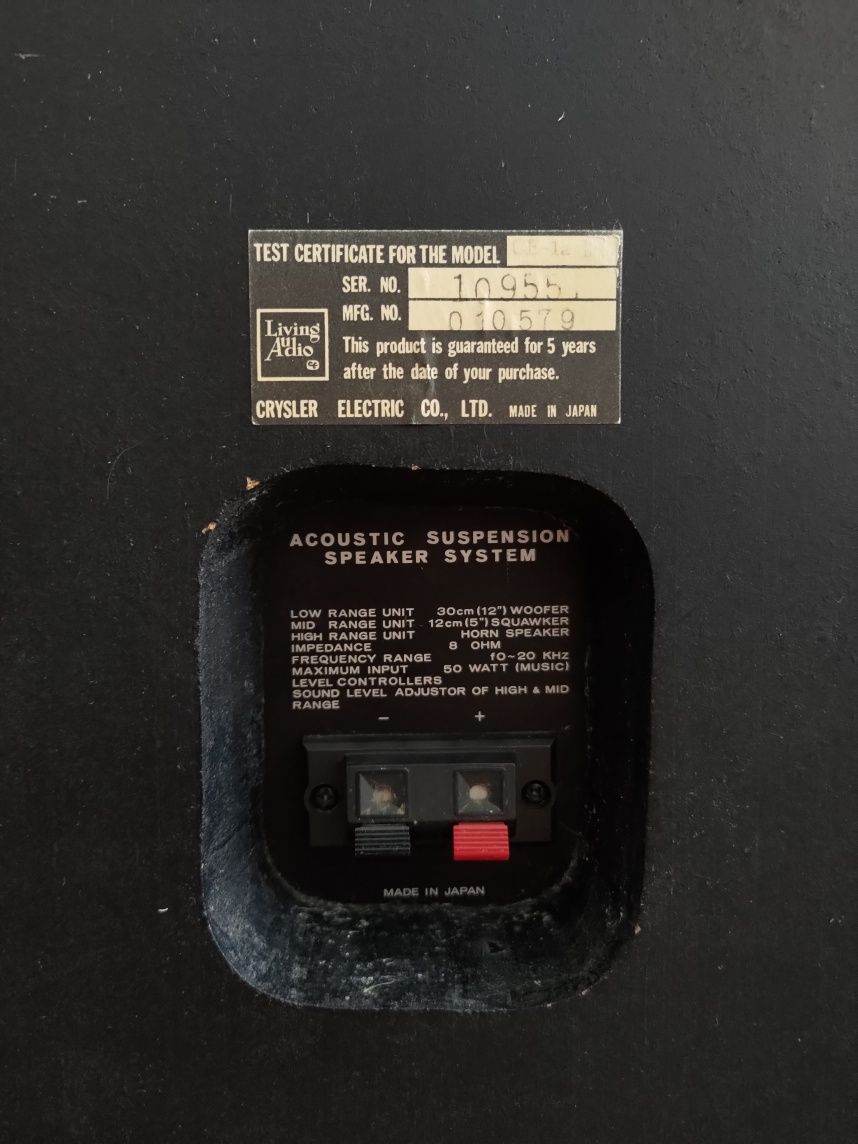 TEST CERTIFICATE FOR THE MODEL
SER. NO. 10955
MFG. NO. 010579
Living
Audio
This product is guaranteed for 5 years
after the date of your purchase.
CRYSLER ELECTRIC CO., LTD. MADE IN JAPAN
ACOUSTIC SUSPENSION
SPEAKER SYSTEM
LOW RANGE UNIT 30cm(12")WOOFER
MID RANGE UNIT 12cm(5")SQUAWKER
HIGH RANGE UNIT HORN SPEAKER
IMPEDANCE 8 OHM
FREQUENCY RANGE f0~20 KHz
MAXIMUM INPUT 50 WATT (MUSIC)
LEVEL CONTROLLERS
SOUND LEVEL ADJUSTOR OF HIGH & MID
RANGE
− +
MADE IN JAPAN